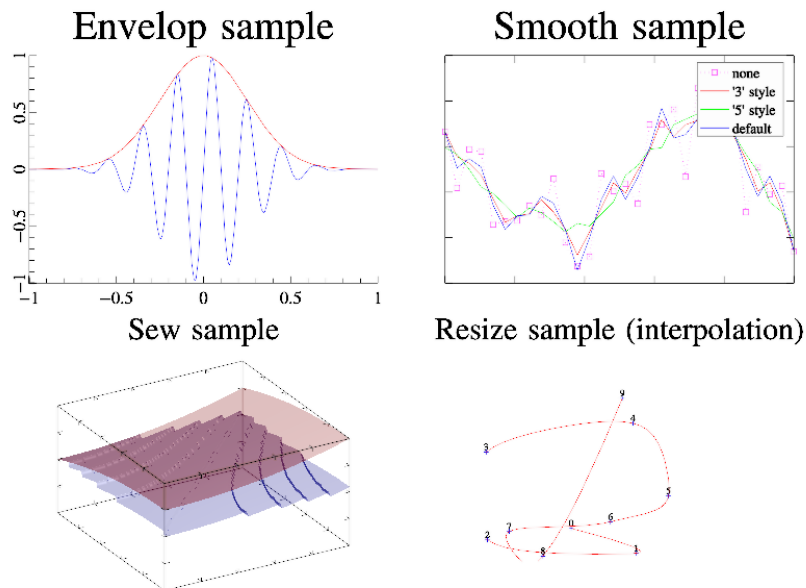 Envelop sample
Smooth sample
1
0.5
0
−0.5
−1
−1
−0.5
0
0.5
1
none
'3' style
'5' style
default
Sew sample
Resize sample (interpolation)
9
4
3
5
6
0
7
2
8
1